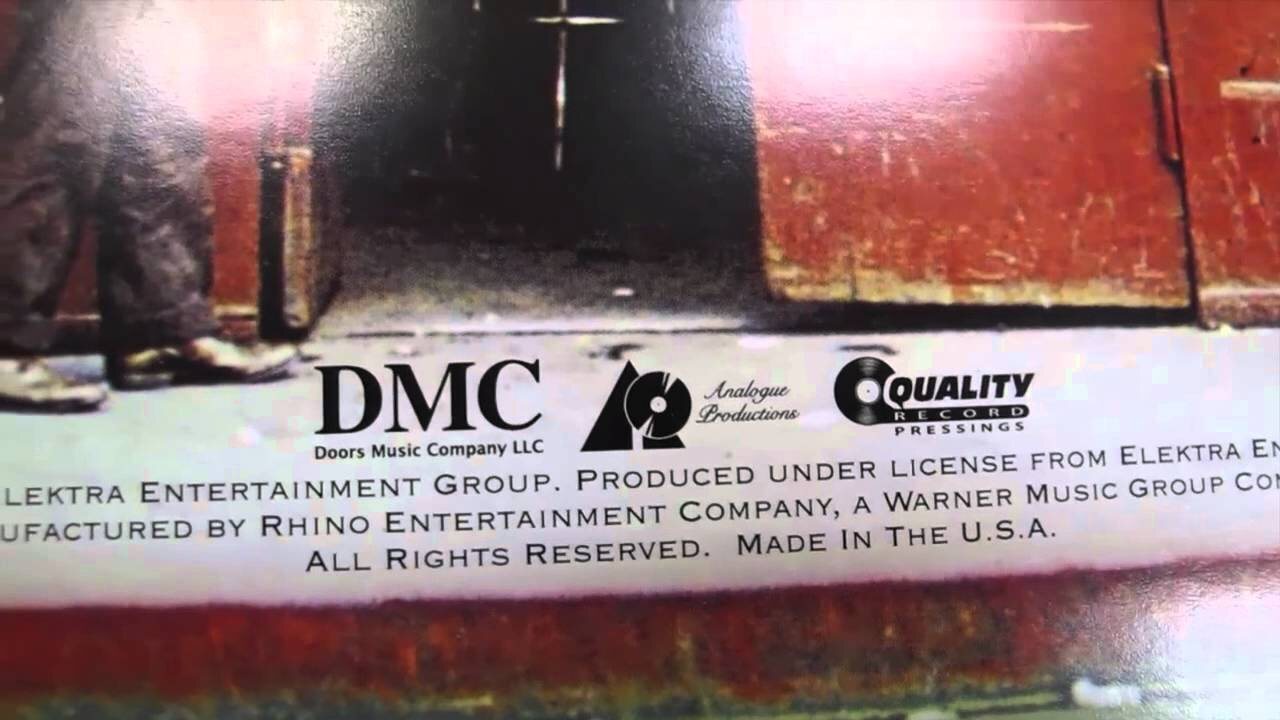 DMC
Doors Music Company LLC
Analogue
Productions
QUALITY
RECORD
PRESSINGS
LEKTRA ENTERTAINMENT GROUP. PRODUCED UNDER LICENSE FROM ELEKTRA EN
UFACTURED BY RHINO ENTERTAINMENT COMPANY, A WARNER MUSIC GROUP CO
ALL RIGHTS RESERVED. MADE IN THE U.S.A.